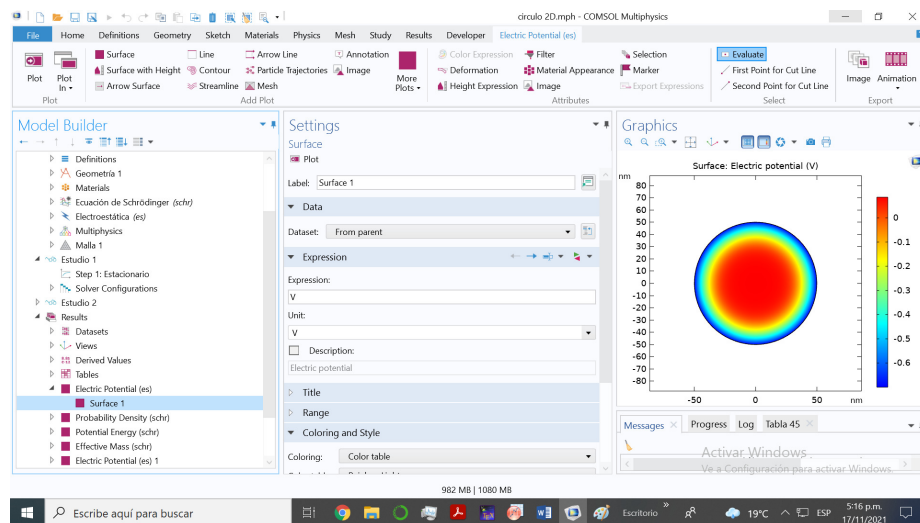 circulo 2D.mph - COMSOL Multiphysics
File Home Definitions Geometry Sketch Materials Physics Mesh Study Results Developer Electric Potential (es)
Plot
Plot In
Surface
Surface with Height
Arrow Surface
Line
Contour
Streamline
Arrow Line
Particle Trajectories
Mesh
Annotation
Image
More Plots
Color Expression
Deformation
Height Expression
Filter
Material Appearance
Image
Selection
Marker
Export Expressions
Evaluate
First Point for Cut Line
Second Point for Cut Line
Image
Animation
Plot Add Plot Attributes Select Export
Model Builder
Definitions
Geometría 1
Materials
Ecuación de Schrödinger (schr)
Electroestática (es)
Multiphysics
Malla 1
Estudio 1
Step 1: Estacionario
Solver Configurations
Estudio 2
Results
Datasets
Views
Derived Values
Tables
Electric Potential (es)
Surface 1
Probability Density (schr)
Potential Energy (schr)
Effective Mass (schr)
Electric Potential (es) 1
Settings
Surface
Plot
Label: Surface 1
Data
Dataset: From parent
Expression
Expression:
V
Unit:
V
Description:
Electric potential
Title
Range
Coloring and Style
Coloring: Color table
Graphics
Surface: Electric potential (V)
nm
80
70
60
50
40
30
20
10
0
-10
-20
-30
-40
-50
-60
-70
-80
-50 0 50 nm
0
-0.1
-0.2
-0.3
-0.4
-0.5
-0.6
Messages Progress Log Tabla 45
Activar Windows
Ve a Configuración para activar Windows.
982 MB | 1080 MB
Escribe aquí para buscar
Escritorio
19°C
ESP
5:16 p.m.
17/11/2021